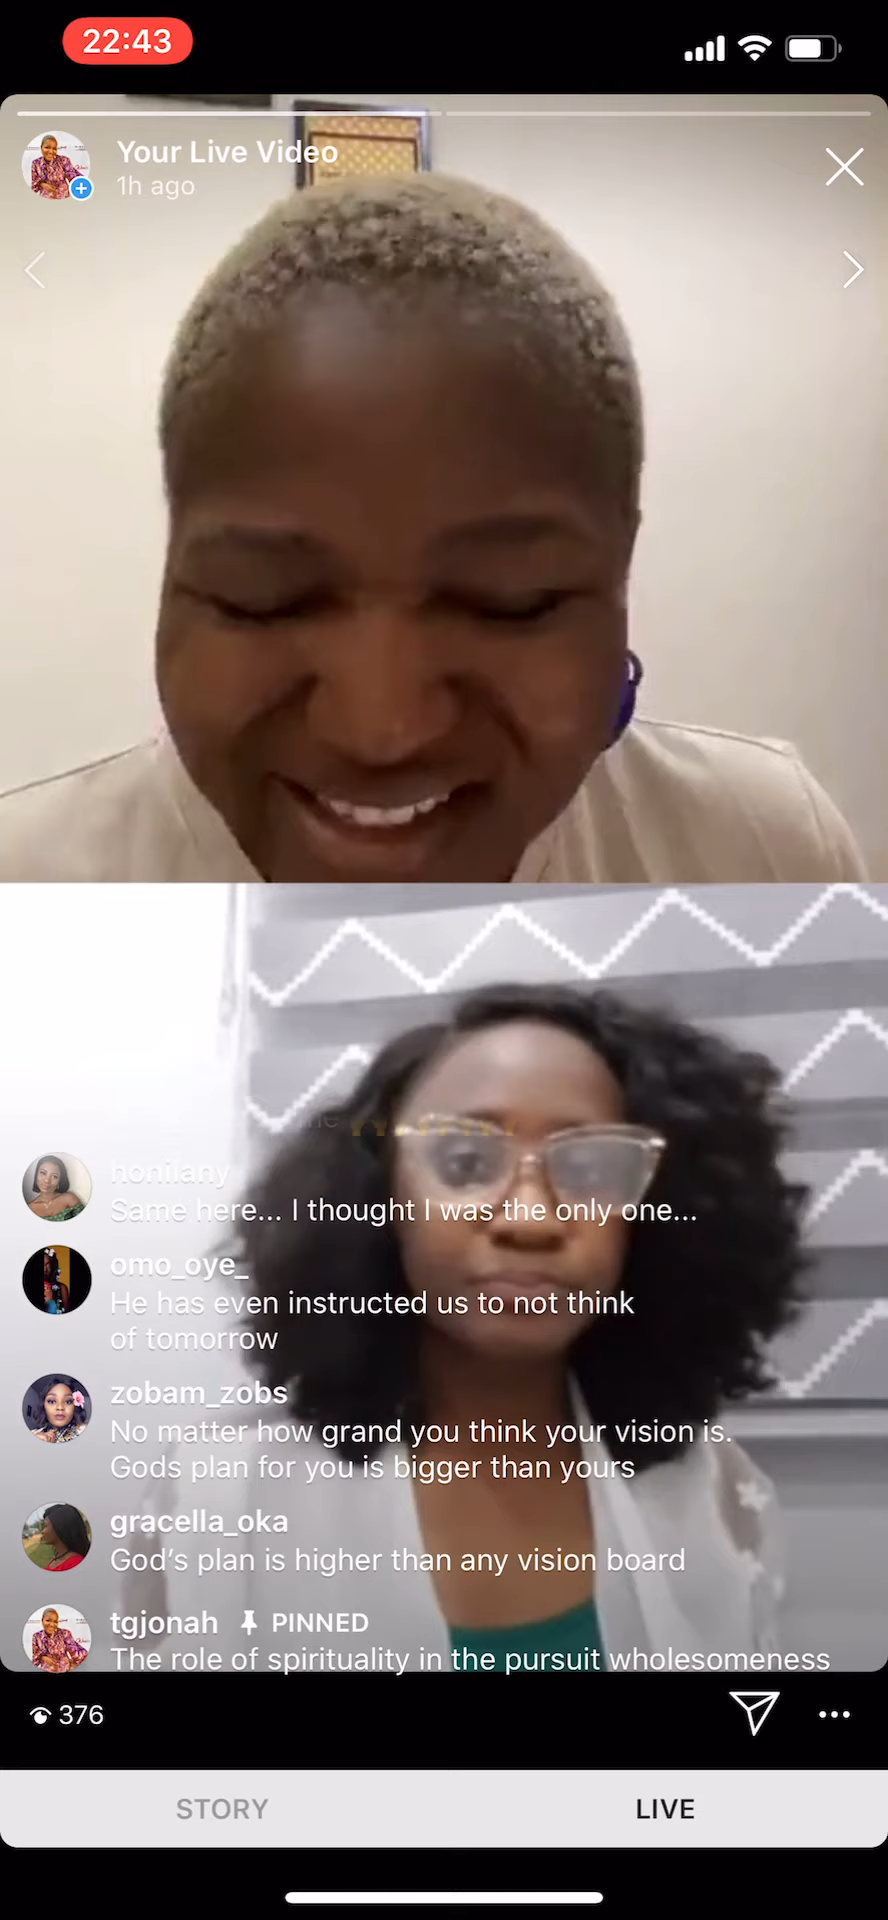 22:43
Your Live Video
1h ago
noniiany
Same here... I thought I was the only one...
omo_oye_
He has even instructed us to not think
of tomorrow
zobam_zobs
No matter how grand you think your vision is.
Gods plan for you is bigger than yours
gracella_oka
God's plan is higher than any vision board
tgjonah PINNED
The role of spirituality in the pursuit wholesomeness
376
STORY
LIVE